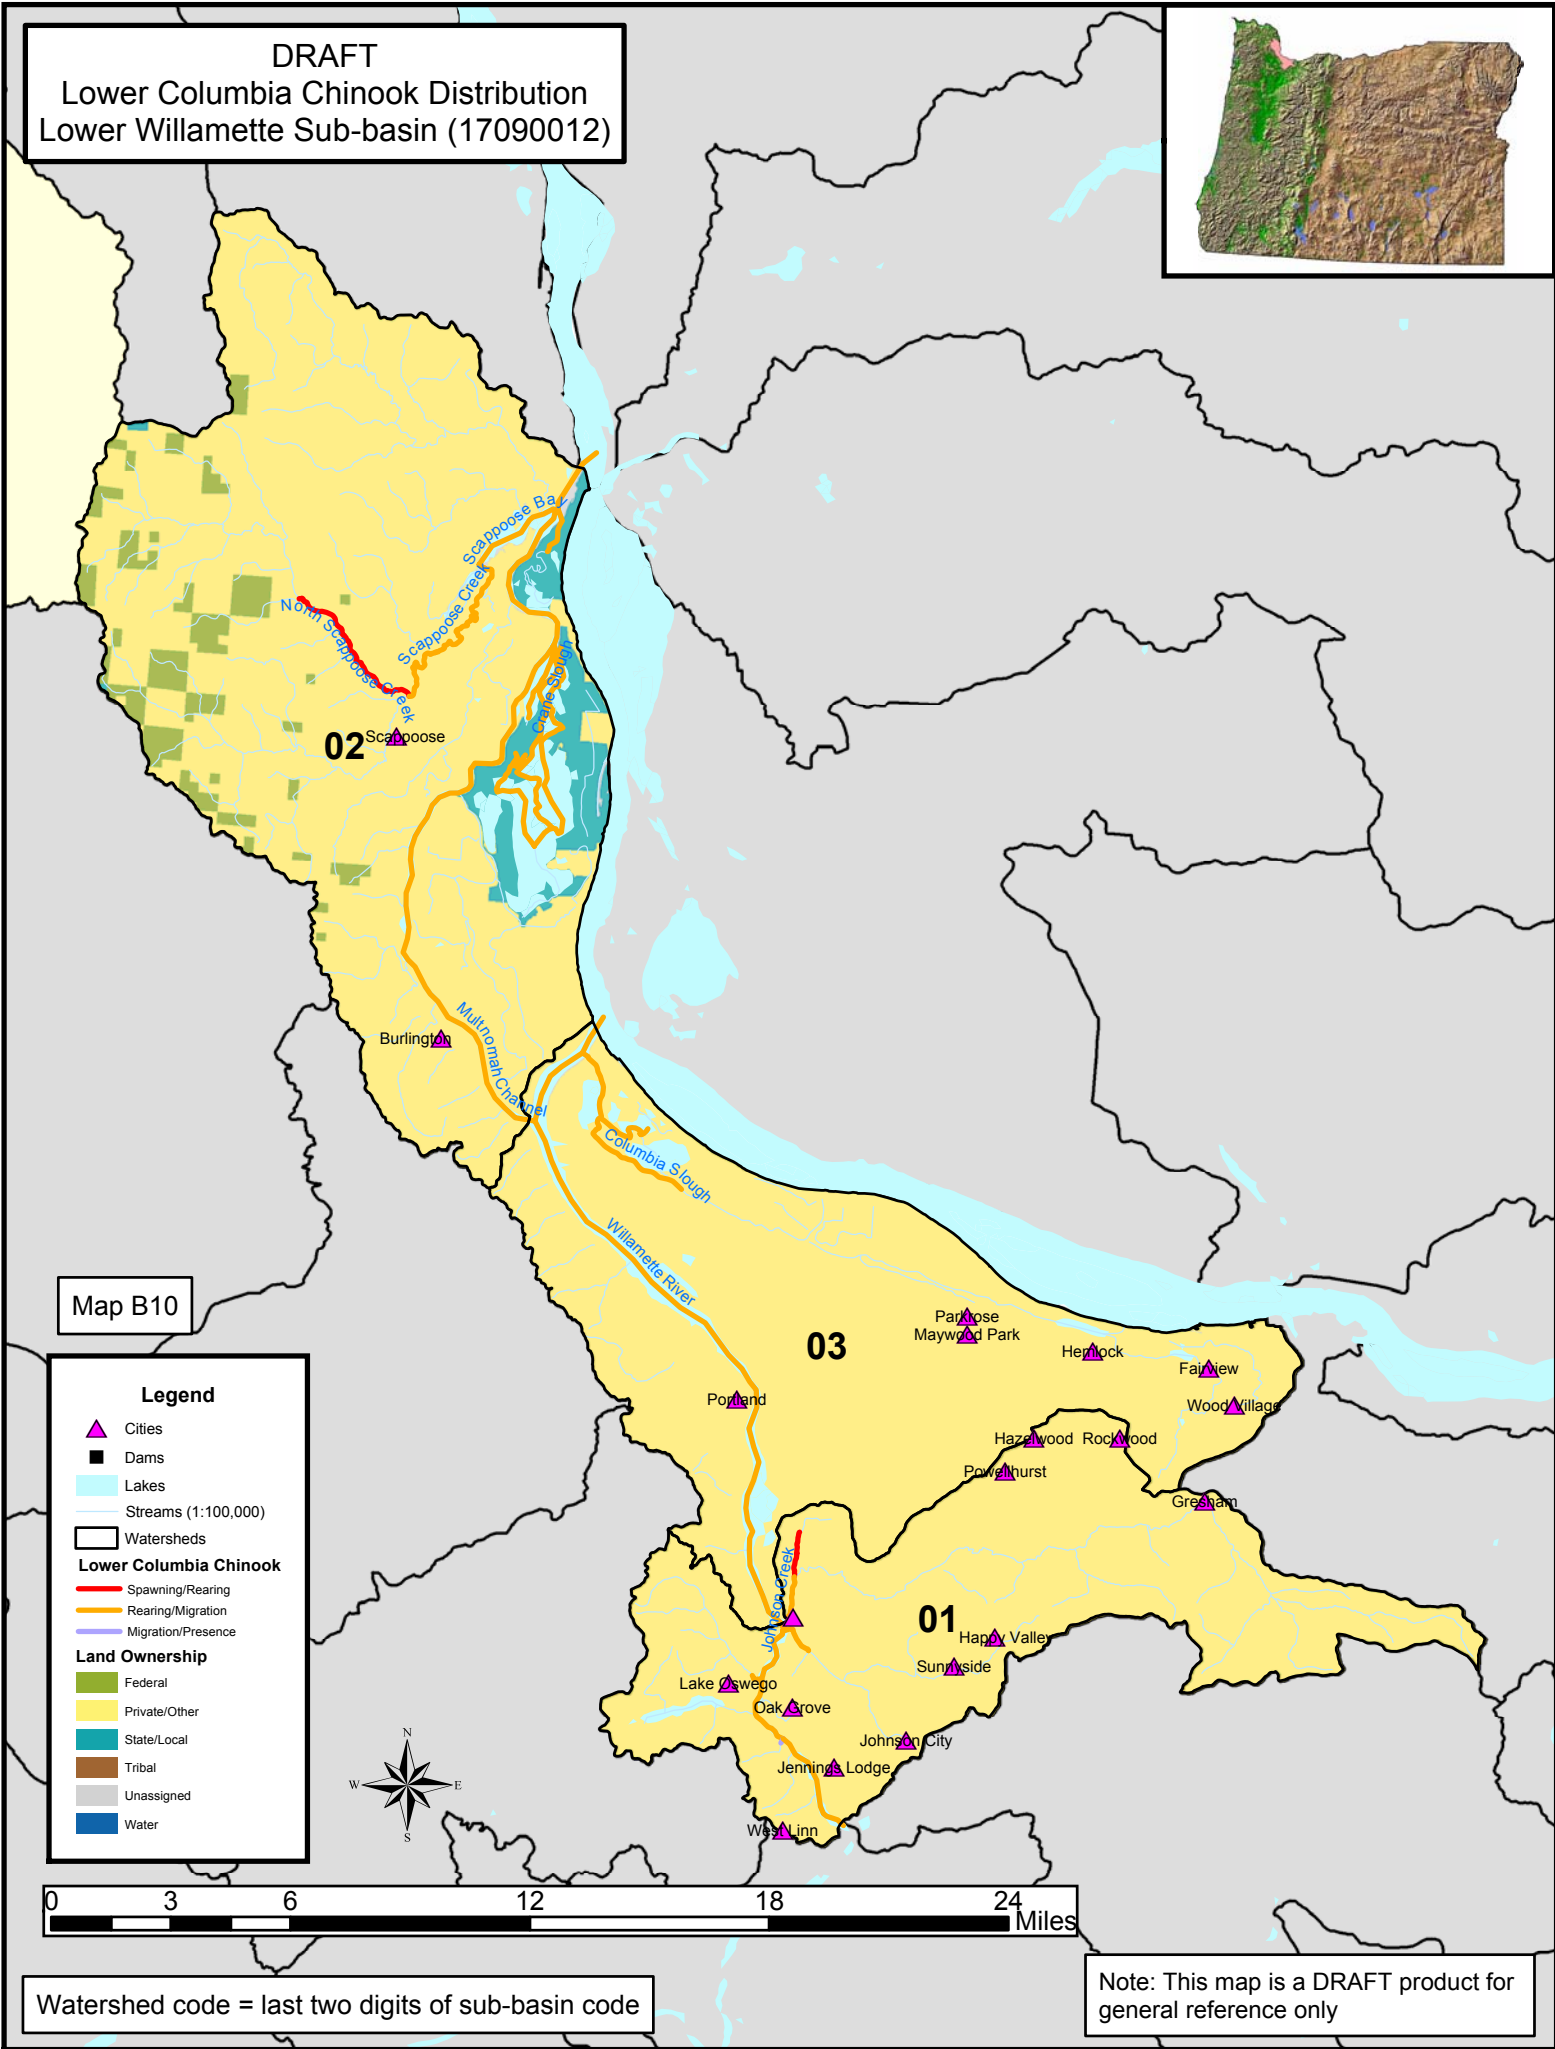 DRAFT
Lower Columbia Chinook Distribution
Lower Willamette Sub-basin (17090012)
Scappoose Bay
Scappoose Creek
North Scappoose Creek
Crane Slough
02
Scappoose
Burlington
Multnomah Channel
Columbia Slough
Willamette River
Map B10
03
Parkrose
Maywood Park
Hemlock
Fairview
Wood Village
Portland
Hazelwood
Rockwood
Powellhurst
Gresham
Johnson Creek
01
Happy Valley
Sunnyside
Lake Oswego
Oak Grove
Johnson City
Jennings Lodge
West Linn
Legend
Cities
Dams
Lakes
Streams (1:100,000)
Watersheds
Lower Columbia Chinook
Spawning/Rearing
Rearing/Migration
Migration/Presence
Land Ownership
Federal
Private/Other
State/Local
Tribal
Unassigned
Water
N
W
E
S
0 3 6 12 18 24
Miles
Watershed code = last two digits of sub-basin code
Note: This map is a DRAFT product for
general reference only